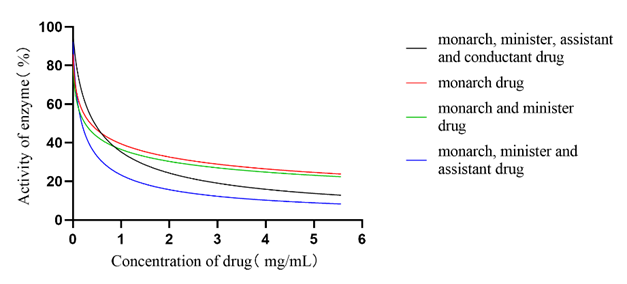 100
80
60
40
20
0
0 1 2 3 4 5 6
Activity of enzyme（%）
Concentration of drug（mg/mL）
monarch, minister, assistant
and conductant drug
monarch drug
monarch and minister
drug
monarch, minister and
assistant drug